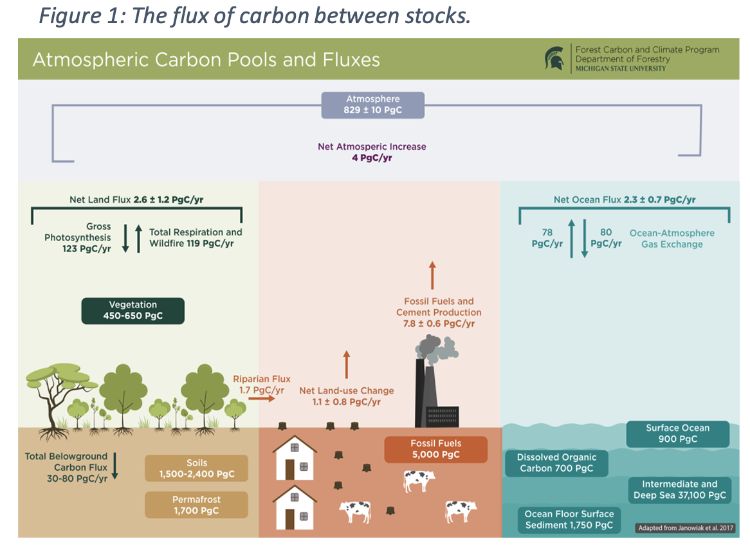 Figure 1: The flux of carbon between stocks.
Atmospheric Carbon Pools and Fluxes
Forest Carbon and Climate Program
Department of Forestry
MICHIGAN STATE UNIVERSITY
Atmosphere
829 ± 10 PgC
Net Atmosperic Increase
4 PgC/yr
Net Land Flux 2.6 ± 1.2 PgC/yr
Gross
Photosynthesis
123 PgC/yr
Total Respiration and
Wildfire 119 PgC/yr
Vegetation
450-650 PgC
Riparian Flux
1.7 PgC/yr
Total Belowground
Carbon Flux
30-80 PgC/yr
Soils
1,500-2,400 PgC
Permafrost
1,700 PgC
Net Land-use Change
1.1 ± 0.8 PgC/yr
Fossil Fuels and
Cement Production
7.8 ± 0.6 PgC/yr
Fossil Fuels
5,000 PgC
Net Ocean Flux 2.3 ± 0.7 PgC/yr
78
PgC/yr
80
PgC/yr
Ocean-Atmosphere
Gas Exchange
Surface Ocean
900 PgC
Dissolved Organic
Carbon 700 PgC
Intermediate and
Deep Sea 37,100 PgC
Ocean Floor Surface
Sediment 1,750 PgC
Adapted from Janowiak et al. 2017